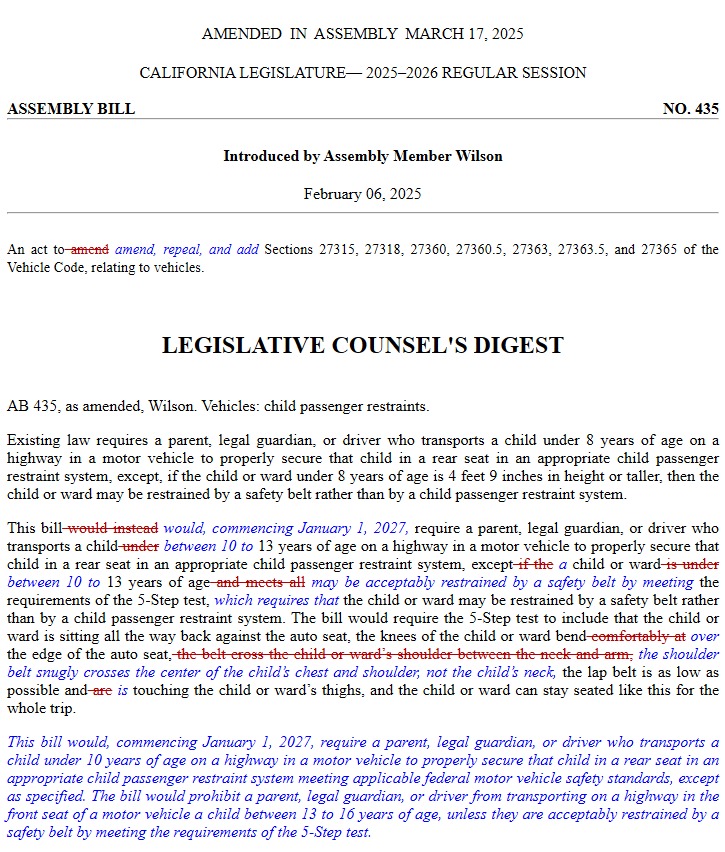 AMENDED IN ASSEMBLY MARCH 17, 2025
CALIFORNIA LEGISLATURE— 2025–2026 REGULAR SESSION
ASSEMBLY BILL NO. 435
Introduced by Assembly Member Wilson
February 06, 2025
An act to amend amend, repeal, and add Sections 27315, 27318, 27360, 27360.5, 27363, 27363.5, and 27365 of the
Vehicle Code, relating to vehicles.
LEGISLATIVE COUNSEL'S DIGEST
AB 435, as amended, Wilson. Vehicles: child passenger restraints.
Existing law requires a parent, legal guardian, or driver who transports a child under 8 years of age on a
highway in a motor vehicle to properly secure that child in a rear seat in an appropriate child passenger
restraint system, except, if the child or ward under 8 years of age is 4 feet 9 inches in height or taller, then the
child or ward may be restrained by a safety belt rather than by a child passenger restraint system.
This bill would instead would, commencing January 1, 2027, require a parent, legal guardian, or driver who
transports a child under between 10 to 13 years of age on a highway in a motor vehicle to properly secure that
child in a rear seat in an appropriate child passenger restraint system, except if the a child or ward is under
between 10 to 13 years of age and meets all may be acceptably restrained by a safety belt by meeting the
requirements of the 5-Step test, which requires that the child or ward may be restrained by a safety belt rather
than by a child passenger restraint system. The bill would require the 5-Step test to include that the child or
ward is sitting all the way back against the auto seat, the knees of the child or ward bend comfortably at over
the edge of the auto seat, the belt cross the child or ward's shoulder between the neck and arm, the shoulder
belt snugly crosses the center of the child's chest and shoulder, not the child's neck, the lap belt is as low as
possible and are is touching the child or ward's thighs, and the child or ward can stay seated like this for the
whole trip.
This bill would, commencing January 1, 2027, require a parent, legal guardian, or driver who transports a
child under 10 years of age on a highway in a motor vehicle to properly secure that child in a rear seat in an
appropriate child passenger restraint system meeting applicable federal motor vehicle safety standards, except
as specified. The bill would prohibit a parent, legal guardian, or driver from transporting on a highway in the
front seat of a motor vehicle a child between 13 to 16 years of age, unless they are acceptably restrained by a
safety belt by meeting the requirements of the 5-Step test.